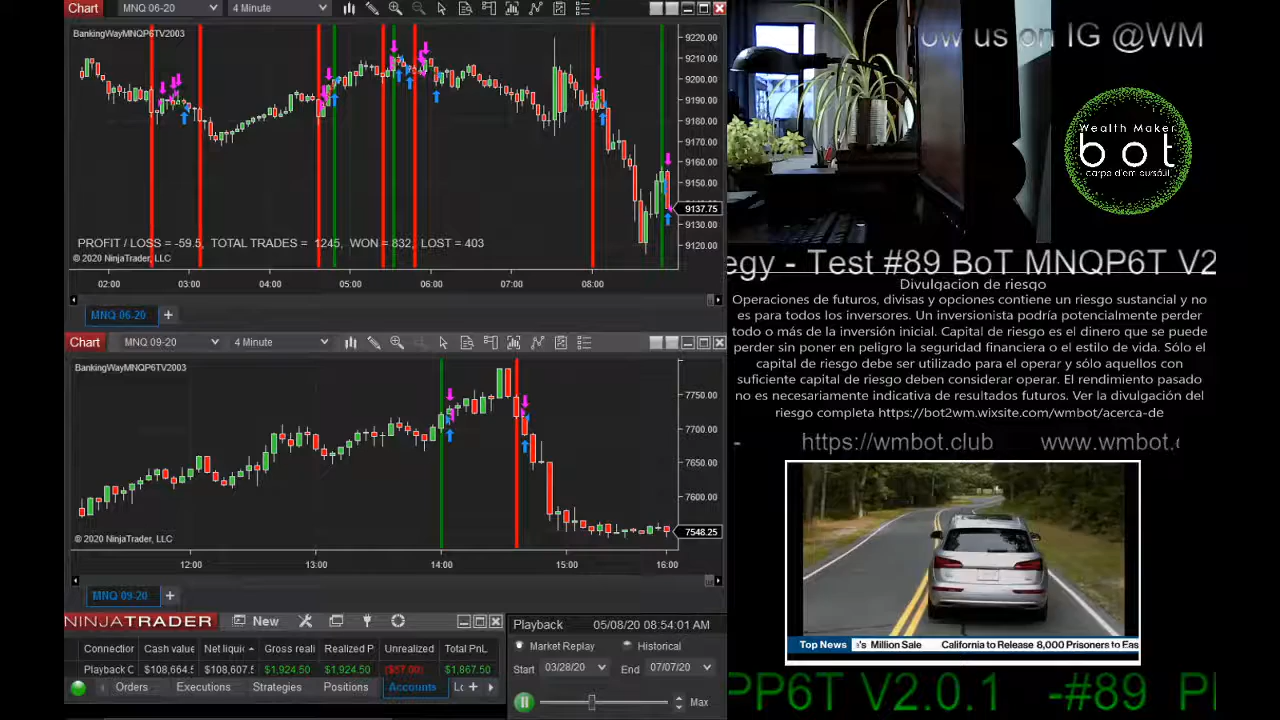 Chart MNQ 06-20 4 Minute
BankingWayMNQP6TV2003
9220.00
9210.00
9200.00
9190.00
9180.00
9160.00
9150.00
9137.75
9130.00
9120.00
PROFIT / LOSS = -59.5, TOTAL TRADES = 1245, WON = 832, LOST = 403
© 2020 NinjaTrader, LLC
02:00 03:00 04:00 05:00 06:00 07:00 08:00
MNQ 06-20 +
Chart MNQ 09-20 4 Minute
BankingWayMNQP6TV2003
7750.00
7700.00
7650.00
7600.00
7548.25
© 2020 NinjaTrader, LLC
12:00 13:00 14:00 15:00 16:00
MNQ 09-20 +
NINJATRADER New
Connection Cash value Net liquid Gross reali Realized P Unrealized Total PnL
Playback C $108,664.5 $108,607.5 $1,924.50 $1,924.50 ($57.00) $1,867.50
Orders Executions Strategies Positions Accounts
Playback 05/08/20 08:54:01 AM
Market Replay Historical
Start 03/28/20 End 07/07/20
Max
ow us on IG @WM
Wealth Maker
bot
egy - Test #89 BoT MNQP6T V2
Divulgacion de riesgo
Operaciones de futuros, divisas y opciones contiene un riesgo sustancial y no
es para todos los inversores. Un inversionista podría potencialmente perder
todo o más de la inversión inicial. Capital de riesgo es el dinero que se puede
perder sin poner en peligro la seguridad financiera o el estilo de vida. Sólo el
capital de riesgo debe ser utilizado para el operar y sólo aquellos con
suficiente capital de riesgo deben considerar operar. El rendimiento pasado
no es necesariamente indicativa de resultados futuros. Ver la divulgación del
riesgo completa https://bot2wm.wixsite.com/wmbot/acerca-de
- https://wmbot.club www.wmbot.c
Top News 's Million Sale California to Release 8,000 Prisoners to Eas
PP6T V2.0.1 -#89 P